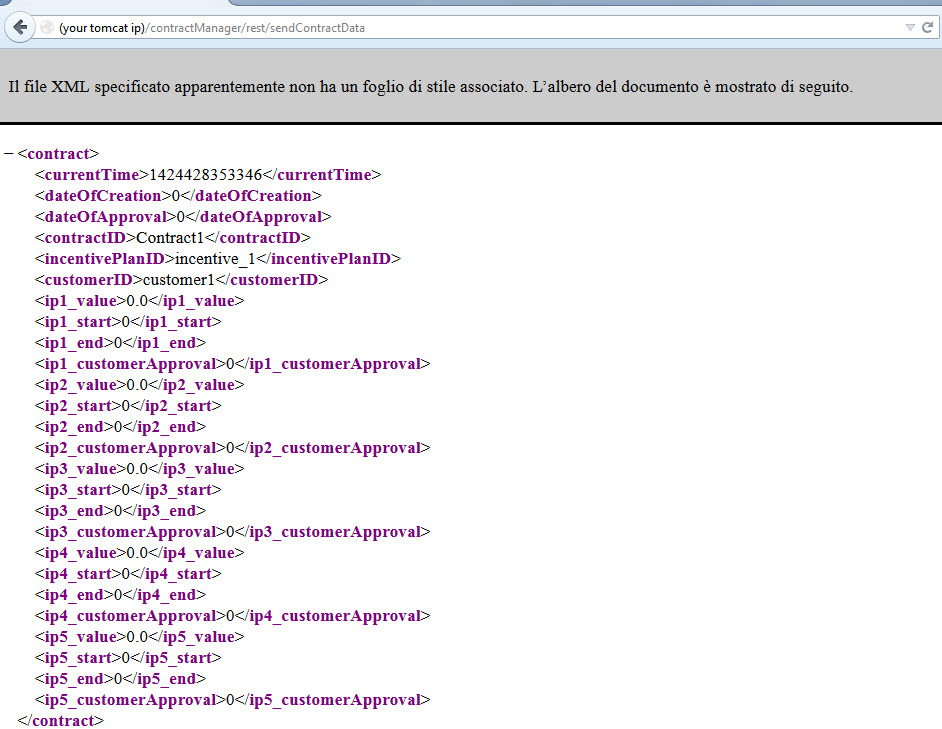 (your tomcat ip)/contractManager/rest/sendContractData
Il file XML specificato apparentemente non ha un foglio di stile associato. L'albero del documento è mostrato di seguito.
−<contract>
<currentTime>1424428353346</currentTime>
<dateOfCreation>0</dateOfCreation>
<dateOfApproval>0</dateOfApproval>
<contractID>Contract1</contractID>
<incentivePlanID>incentive_1</incentivePlanID>
<customerID>customer1</customerID>
<ip1_value>0.0</ip1_value>
<ip1_start>0</ip1_start>
<ip1_end>0</ip1_end>
<ip1_customerApproval>0</ip1_customerApproval>
<ip2_value>0.0</ip2_value>
<ip2_start>0</ip2_start>
<ip2_end>0</ip2_end>
<ip2_customerApproval>0</ip2_customerApproval>
<ip3_value>0.0</ip3_value>
<ip3_start>0</ip3_start>
<ip3_end>0</ip3_end>
<ip3_customerApproval>0</ip3_customerApproval>
<ip4_value>0.0</ip4_value>
<ip4_start>0</ip4_start>
<ip4_end>0</ip4_end>
<ip4_customerApproval>0</ip4_customerApproval>
<ip5_value>0.0</ip5_value>
<ip5_start>0</ip5_start>
<ip5_end>0</ip5_end>
<ip5_customerApproval>0</ip5_customerApproval>
</contract>